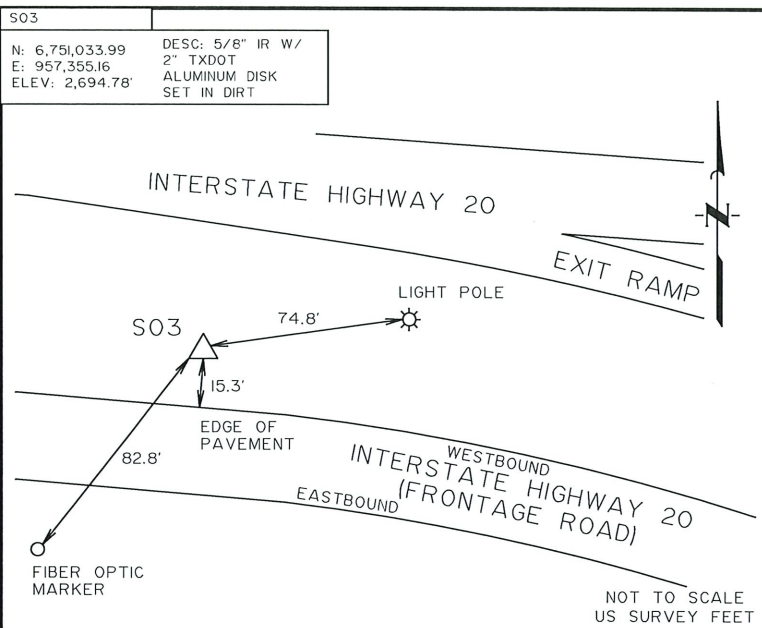 S03
N: 6,751,033.99
E: 957,355.16
ELEV: 2,694.78'
DESC: 5/8" IR W/
2" TXDOT
ALUMINUM DISK
SET IN DIRT
INTERSTATE HIGHWAY 20
N
EXIT RAMP
LIGHT POLE
S03
74.8'
15.3'
EDGE OF
PAVEMENT
82.8'
WESTBOUND
INTERSTATE HIGHWAY 20
(FRONTAGE ROAD)
EASTBOUND
FIBER OPTIC
MARKER
NOT TO SCALE
US SURVEY FEET